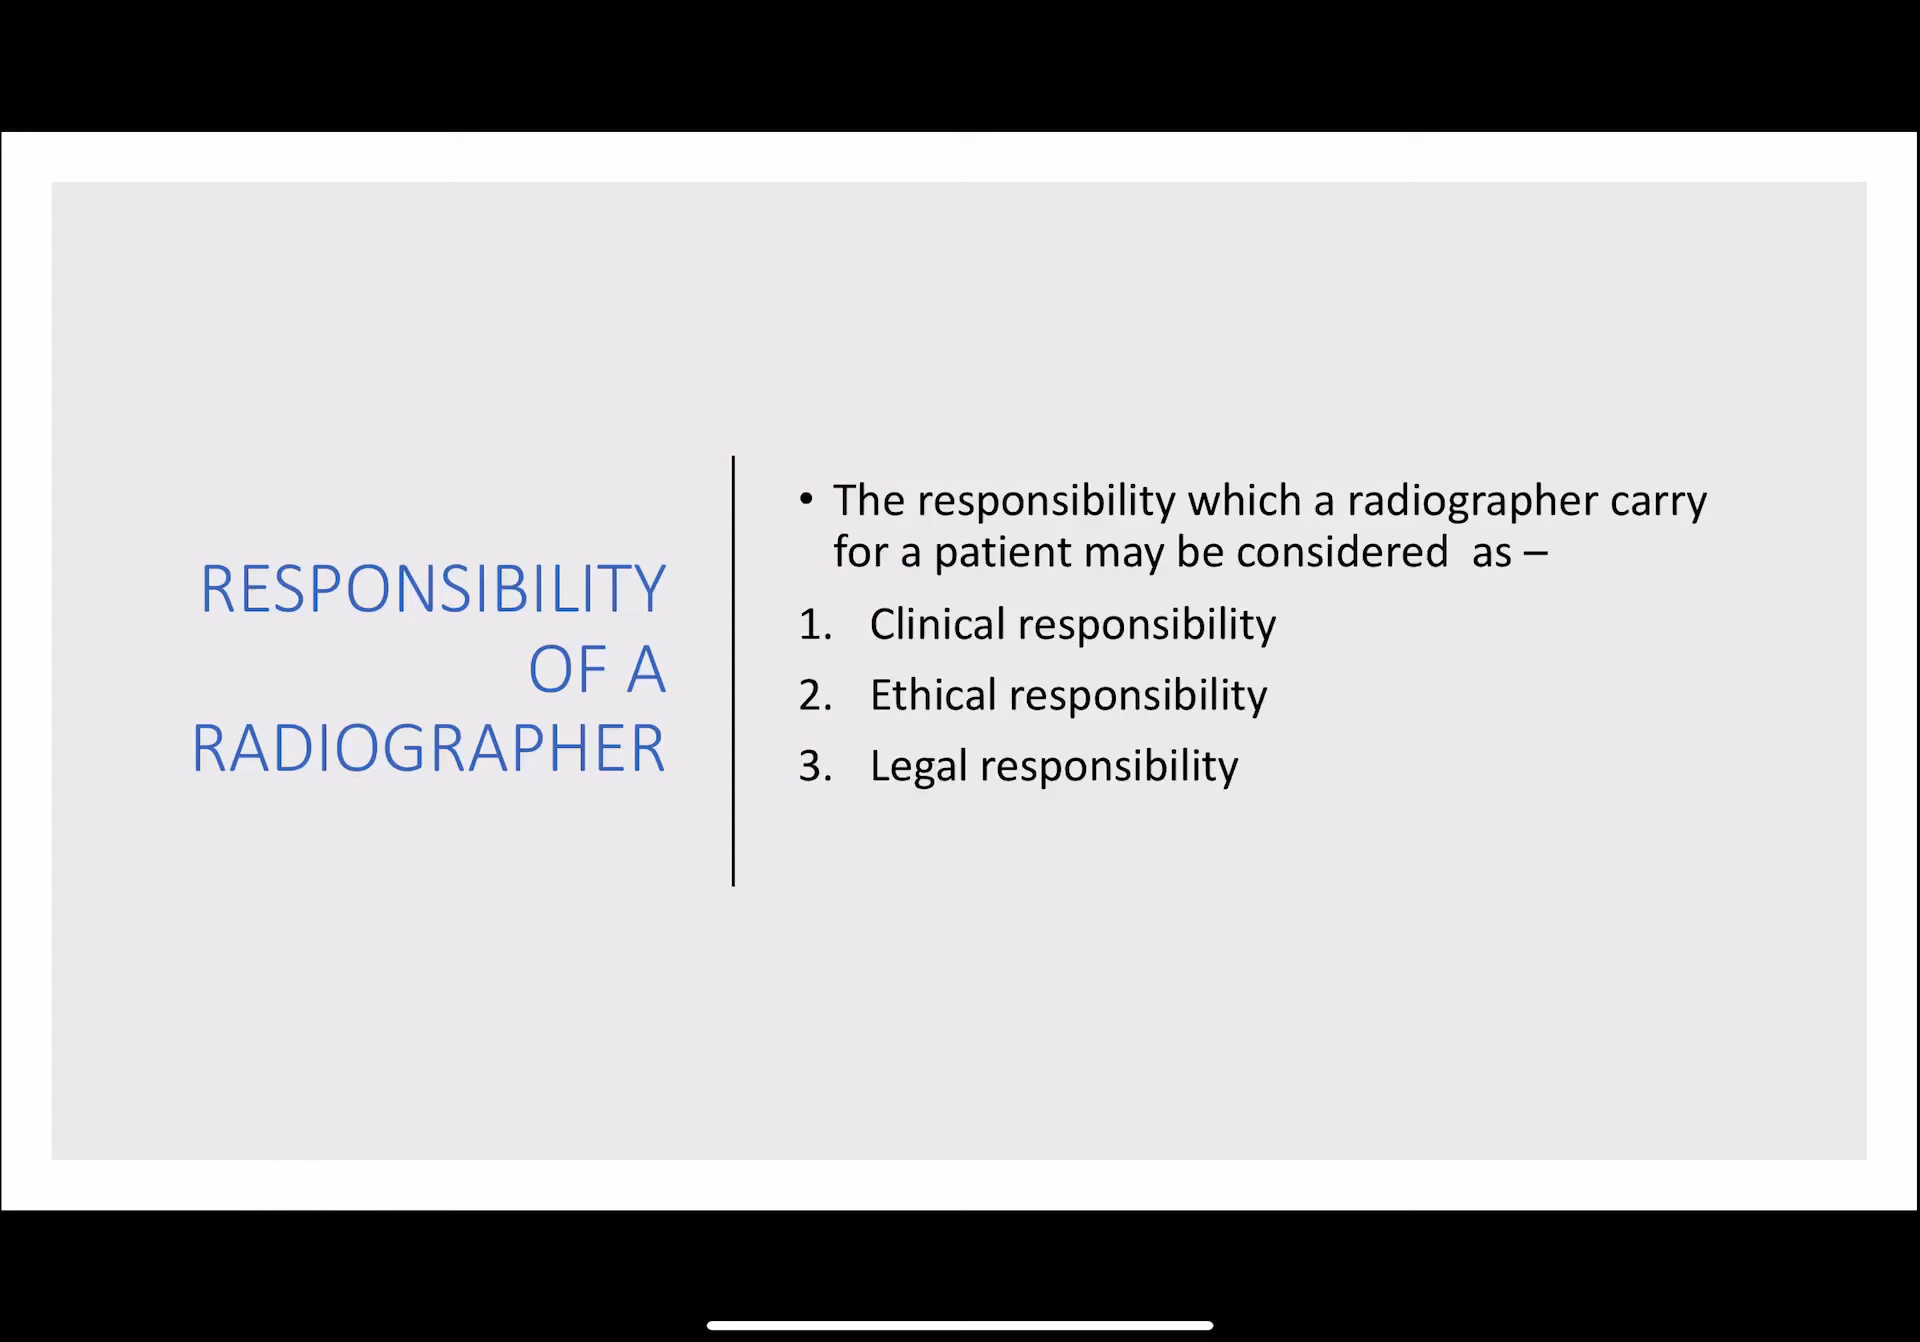 RESPONSIBILITY
OF A
RADIOGRAPHER
• The responsibility which a radiographer carry
for a patient may be considered  as –
1. Clinical responsibility
2. Ethical responsibility
3. Legal responsibility